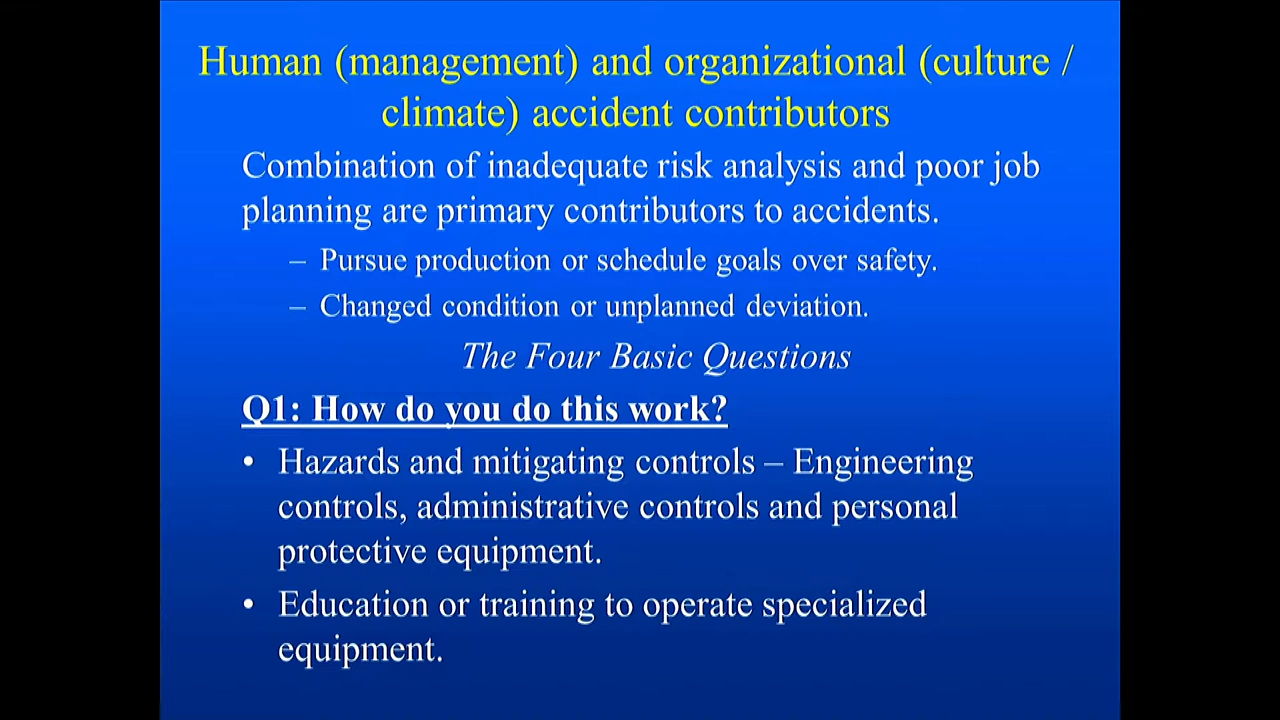 Human (management) and organizational (culture /
climate) accident contributors
Combination of inadequate risk analysis and poor job
planning are primary contributors to accidents.
– Pursue production or schedule goals over safety.
– Changed condition or unplanned deviation.
The Four Basic Questions
Q1: How do you do this work?
• Hazards and mitigating controls – Engineering
controls, administrative controls and personal
protective equipment.
• Education or training to operate specialized
equipment.